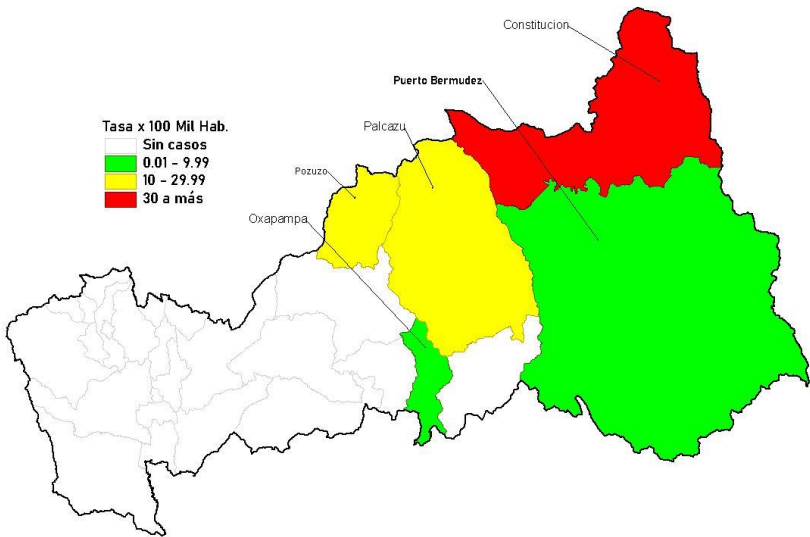 Constitucion
Puerto Bermudez
Tasa x 100 Mil Hab.
Sin casos
0.01 - 9.99
10 - 29.99
30 a más
Palcazu
Pozuzo
Oxapampa